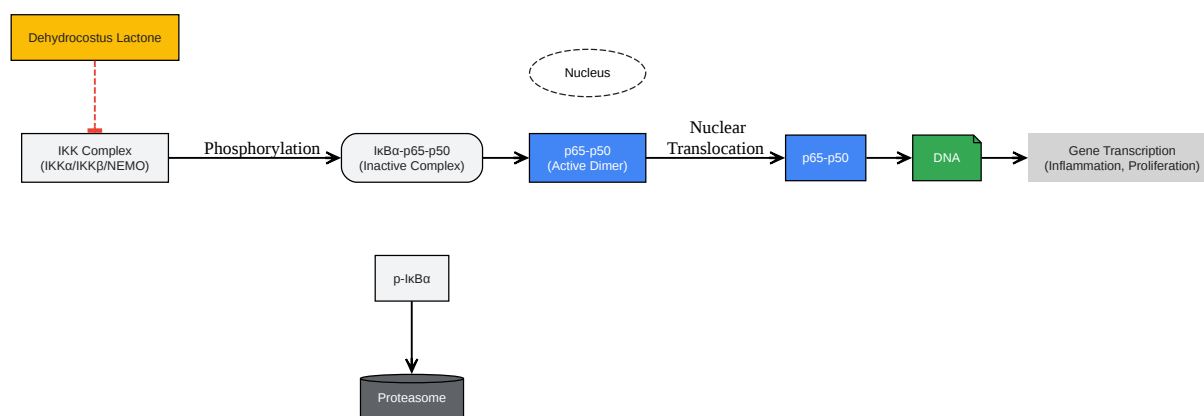 Dehydrocostus Lactone
Nucleus
IKK Complex
(IKKα/IKKβ/NEMO)
Phosphorylation
IκBα-p65-p50
(Inactive Complex)
p65-p50
(Active Dimer)
Nuclear
Translocation
p65-p50
DNA
Gene Transcription
(Inflammation, Proliferation)
p-IκBα
Proteasome